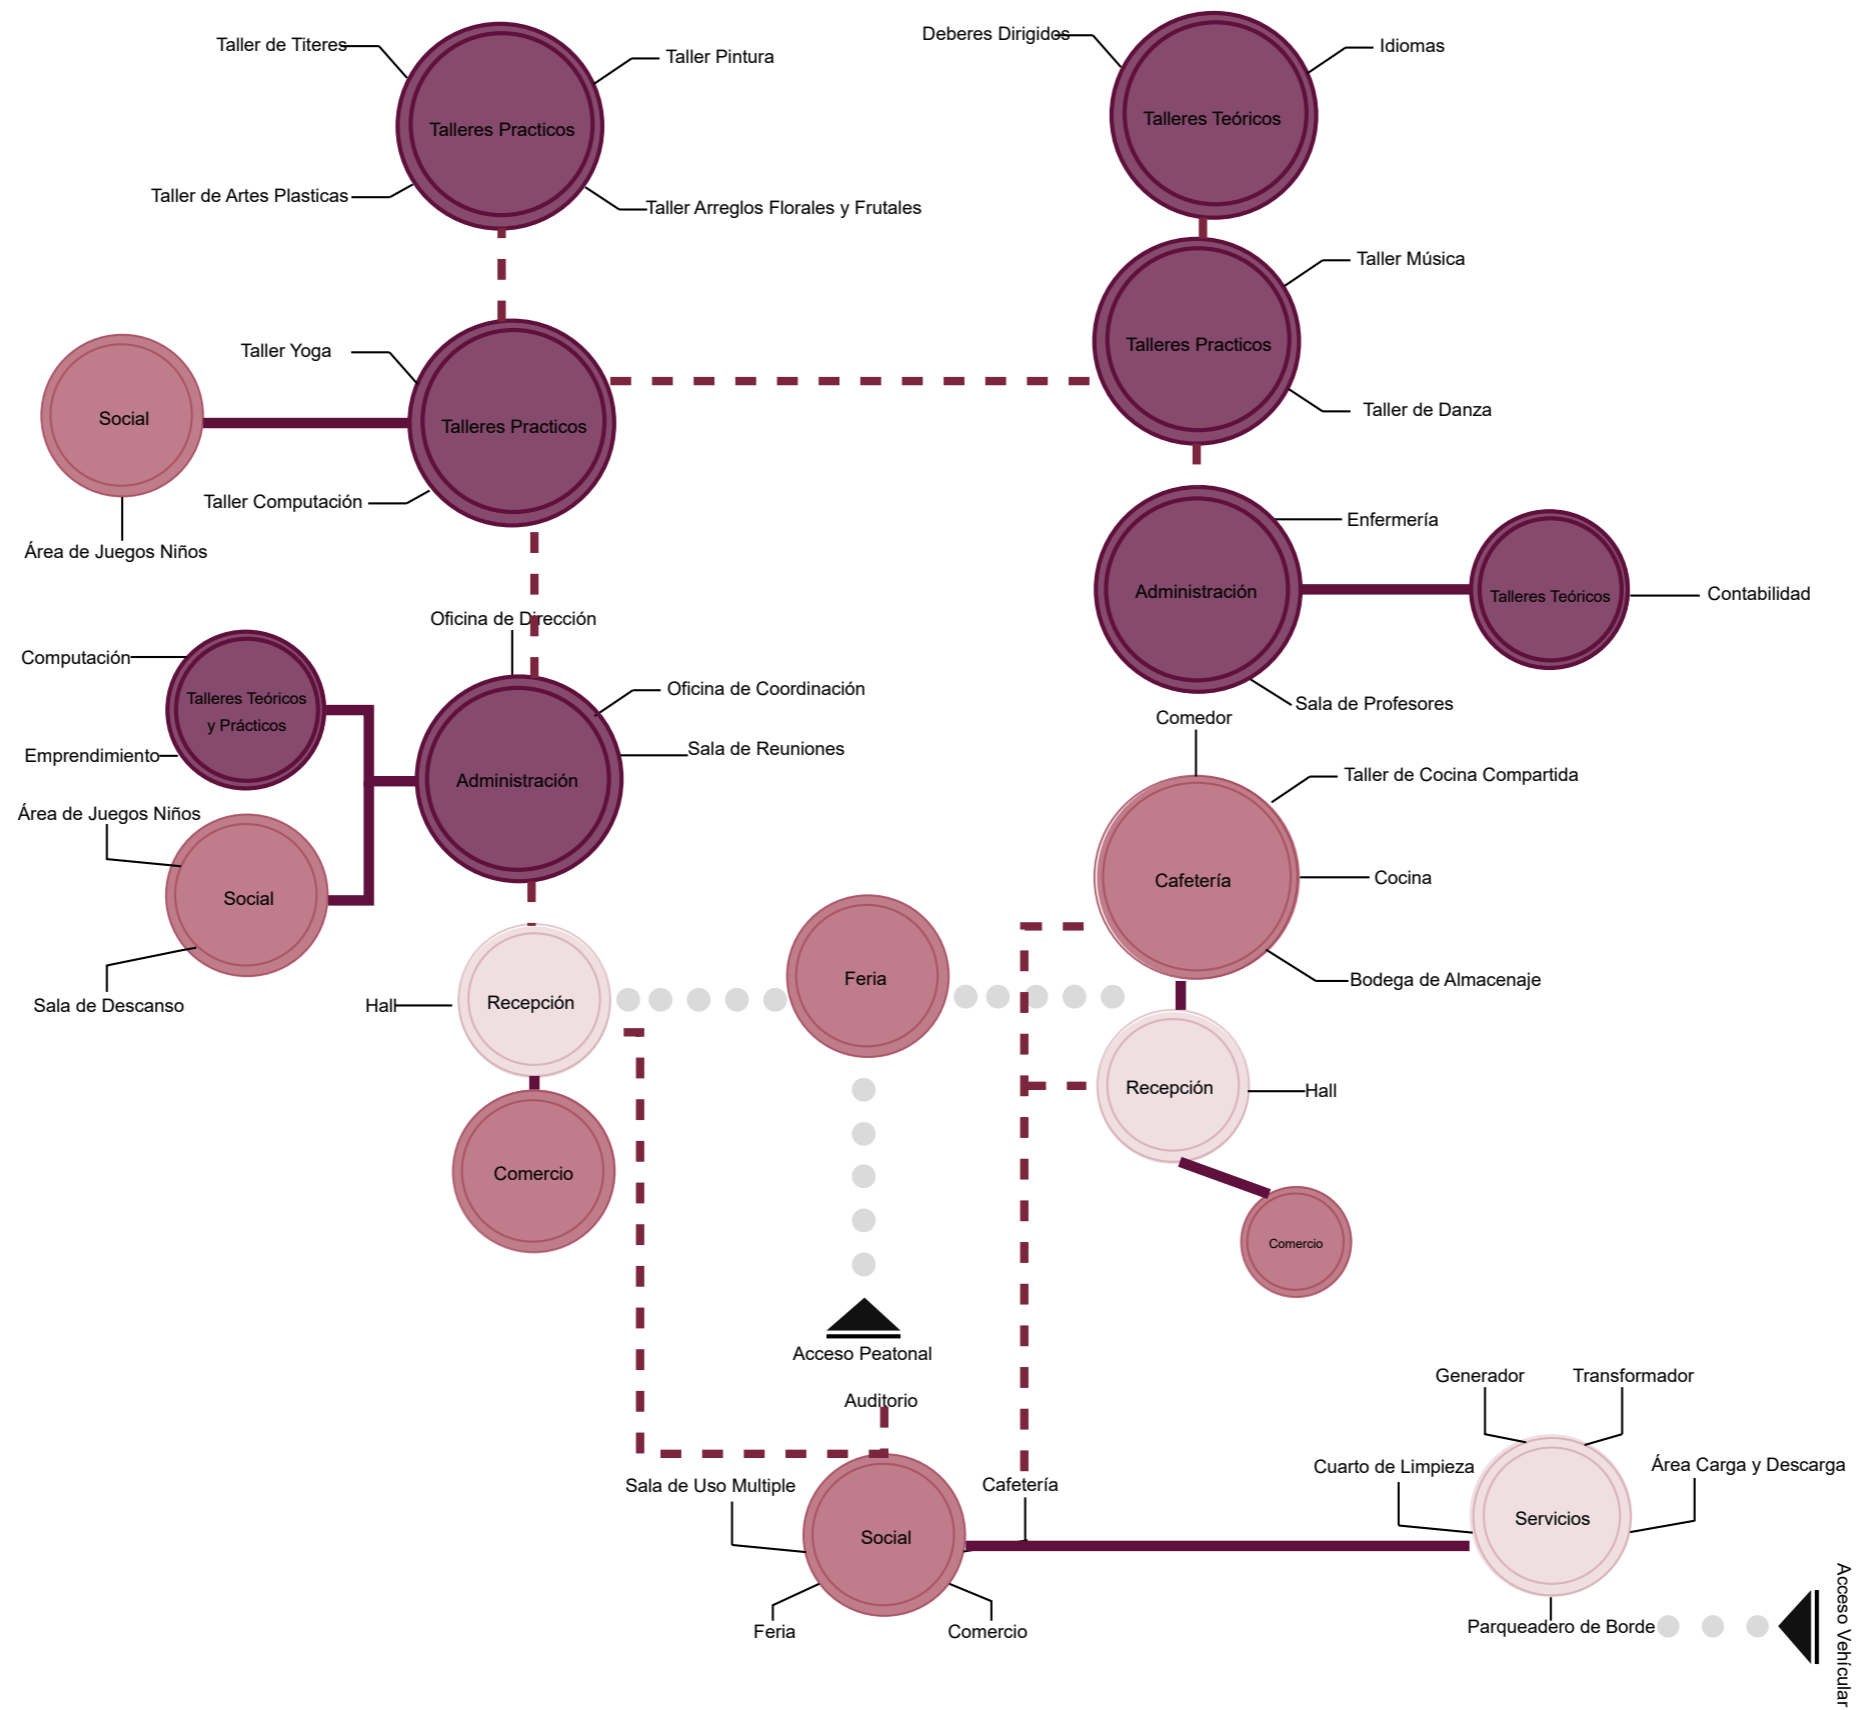 Taller de Titeres
Taller Pintura
Talleres Practicos
Taller de Artes Plasticas
Taller Arreglos Florales y Frutales
Deberes Dirigidos
Idiomas
Talleres Teóricos
Taller Música
Talleres Practicos
Taller de Danza
Taller Yoga
Social
Talleres Practicos
Taller Computación
Área de Juegos Niños
Enfermería
Administración
Talleres Teóricos
Contabilidad
Sala de Profesores
Oficina de Dirección
Computación
Talleres Teóricos
y Prácticos
Emprendimiento
Oficina de Coordinación
Sala de Reuniones
Administración
Área de Juegos Niños
Social
Sala de Descanso
Comedor
Taller de Cocina Compartida
Cafetería
Cocina
Bodega de Almacenaje
Hall
Recepción
Feria
Recepción
Hall
Comercio
Comercio
Acceso Peatonal
Auditorio
Sala de Uso Multiple
Cafetería
Social
Feria
Comercio
Generador
Transformador
Cuarto de Limpieza
Área Carga y Descarga
Servicios
Parqueadero de Borde
Acceso Vehícular